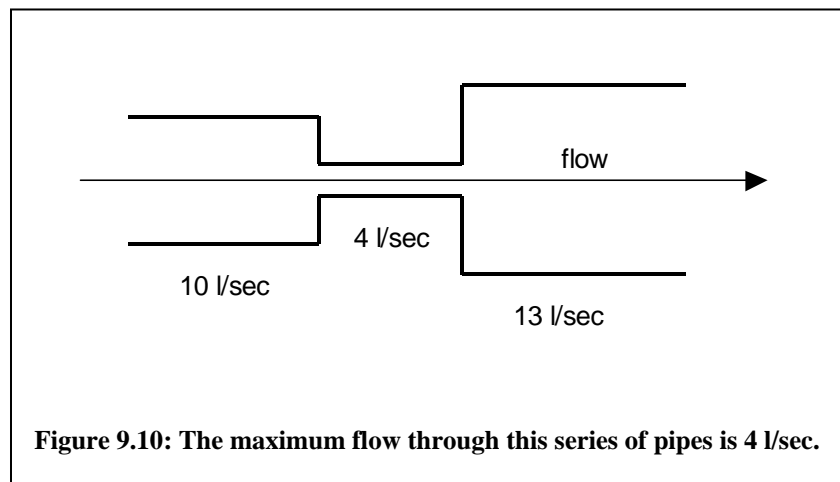 flow
4 l/sec
10 l/sec
13 l/sec
Figure 9.10: The maximum flow through this series of pipes is 4 l/sec.